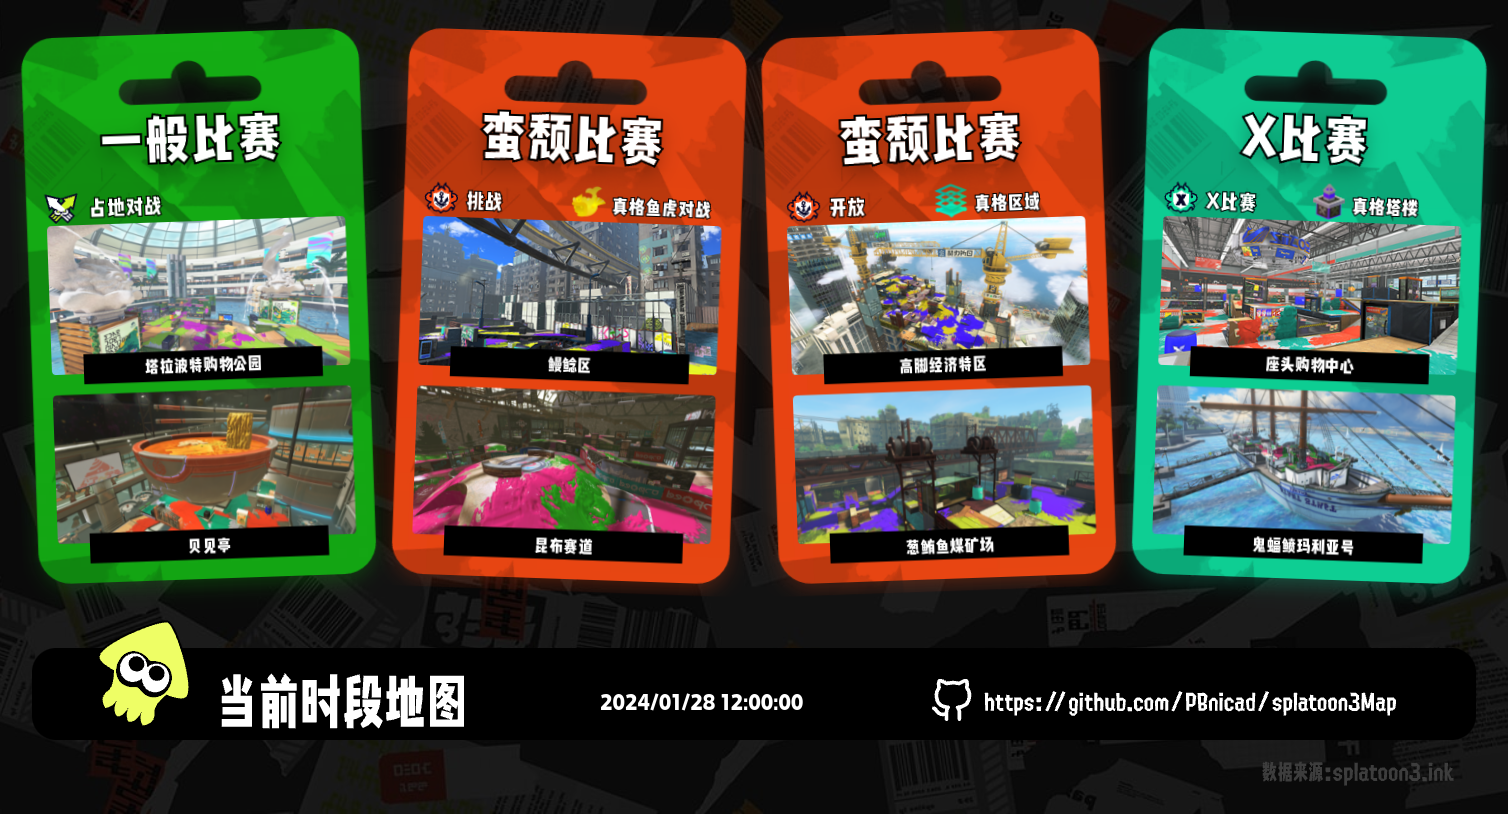 一般比赛
占地对战
塔拉波特购物公园
贝见亭
蛮颓比赛
挑战
真格鱼虎对战
鳗鲶区
昆布赛道
蛮颓比赛
开放
真格区域
高脚经济特区
葱鲔鱼煤矿场
X比赛
X比赛
真格塔楼
座头购物中心
鬼蝠鲼玛利亚号
当前时段地图
2024/01/28 12:00:00
https://github.com/PBnicad/splatoon3Map
数据来源:splatoon3.ink